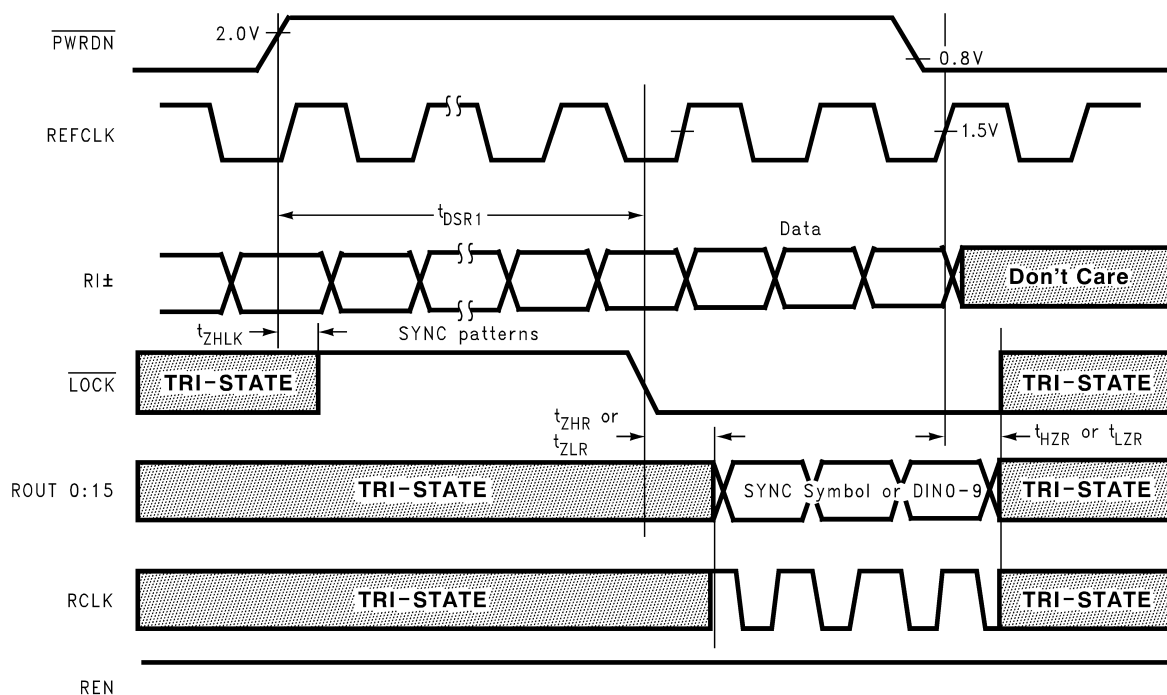 PWRDN
2.0V
0.8V
REFCLK
1.5V
tDSR1
Data
RI±
Don't Care
tZHLK
SYNC patterns
LOCK
TRI-STATE
TRI-STATE
tZHR or
tZLR
tHZR or tLZR
ROUT 0:15
TRI-STATE
SYNC Symbol or DIN0-9
TRI-STATE
RCLK
TRI-STATE
TRI-STATE
REN